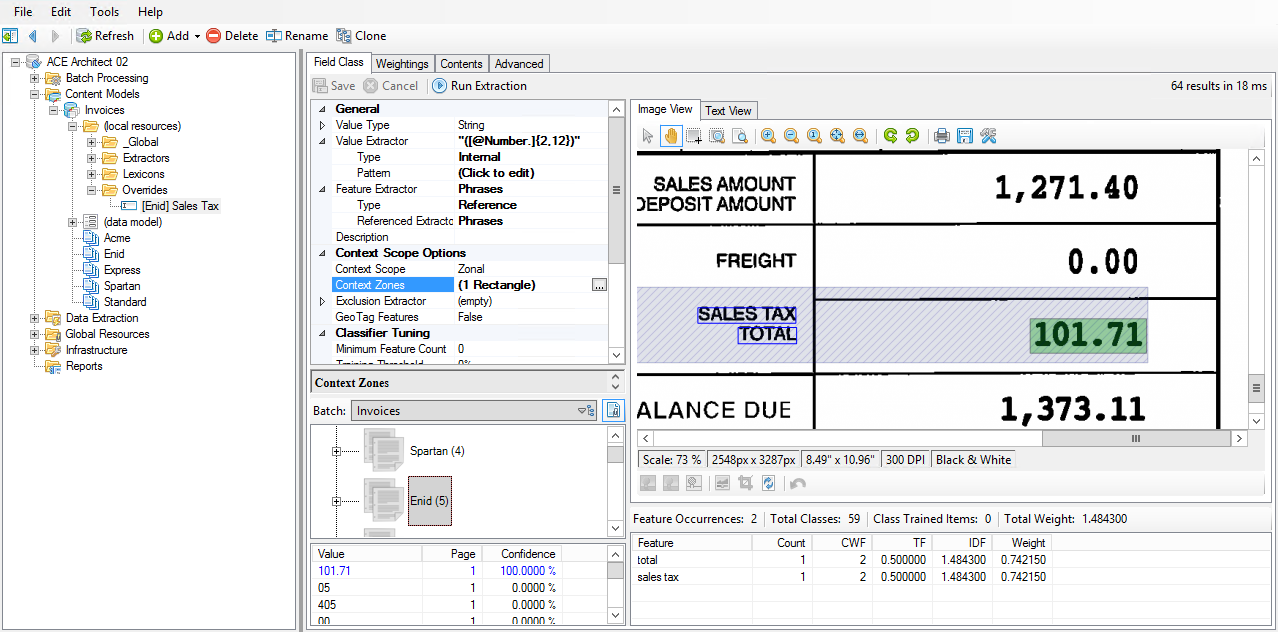 File Edit Tools Help
Refresh Add Delete Rename Clone
ACE Architect 02
Batch Processing
Content Models
Invoices
(local resources)
_Global
Extractors
Lexicons
Overrides
[Enid] Sales Tax
(data model)
Acme
Enid
Express
Spartan
Standard
Data Extraction
Global Resources
Infrastructure
Reports
Field Class Weightings Contents Advanced
Save Cancel Run Extraction
64 results in 18 ms
General
Value Type String
Value Extractor "([@Number.]{2,12})"
Type Internal
Pattern (Click to edit)
Feature Extractor Phrases
Type Reference
Referenced Extractc Phrases
Description
Context Scope Options
Context Scope Zonal
Context Zones (1 Rectangle) ...
Exclusion Extractor (empty)
GeoTag Features False
Classifier Tuning
Minimum Feature Count 0
Training Threshold 0%
Context Zones
Batch: Invoices
Spartan (4)
Enid (5)
Value Page Confidence
101.71 1 100.0000 %
05 1 0.0000 %
405 1 0.0000 %
00 1 0.0000 %
Image View Text View
SALES AMOUNT 1,271.40
DEPOSIT AMOUNT
FREIGHT 0.00
SALES TAX
TOTAL 101.71
ALANCE DUE 1,373.11
Scale: 73 % 2548px x 3287px 8.49" x 10.96" 300 DPI Black & White
Feature Occurrences: 2 Total Classes: 59 Class Trained Items: 0 Total Weight: 1.484300
Feature Count CWF TF IDF Weight
total 1 2 0.500000 1.484300 0.742150
sales tax 1 2 0.500000 1.484300 0.742150